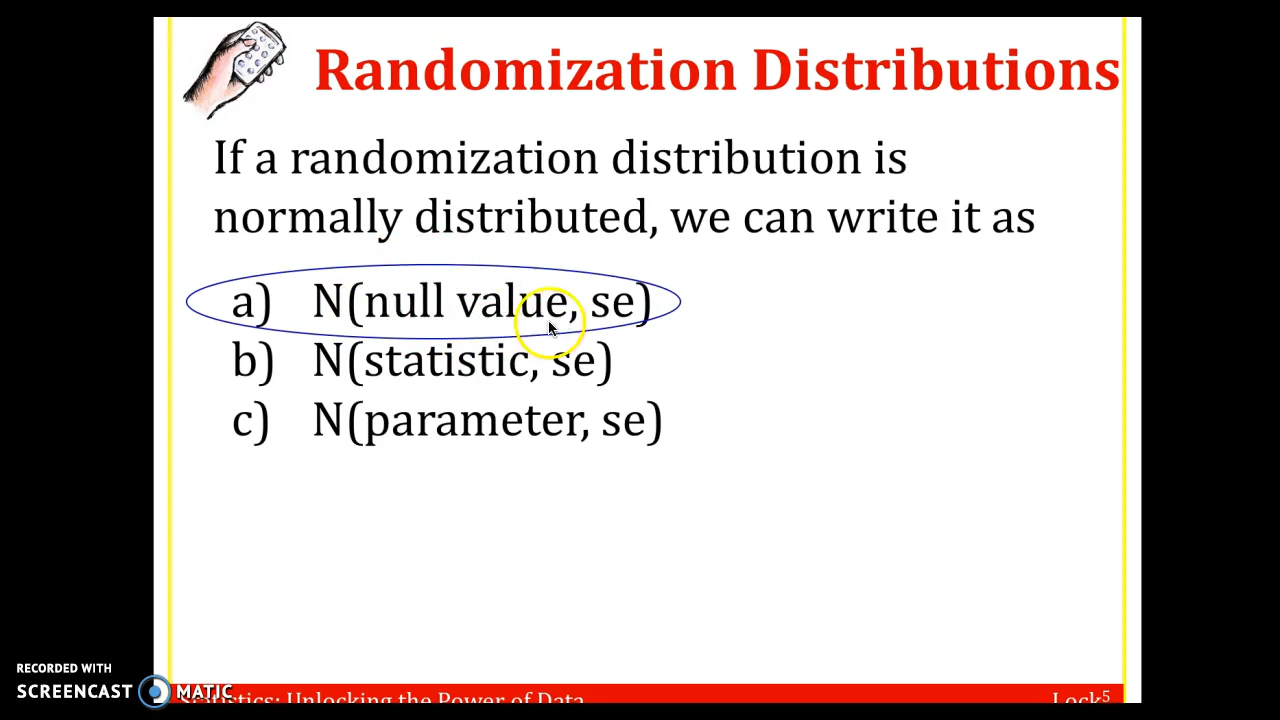 Randomization Distributions
If a randomization distribution is
normally distributed, we can write it as
a) N(null value, se)
b) N(statistic, se)
c) N(parameter, se)
RECORDED WITH
SCREENCAST MATIC
Statistics: Unlocking the Power of Data
Lock5